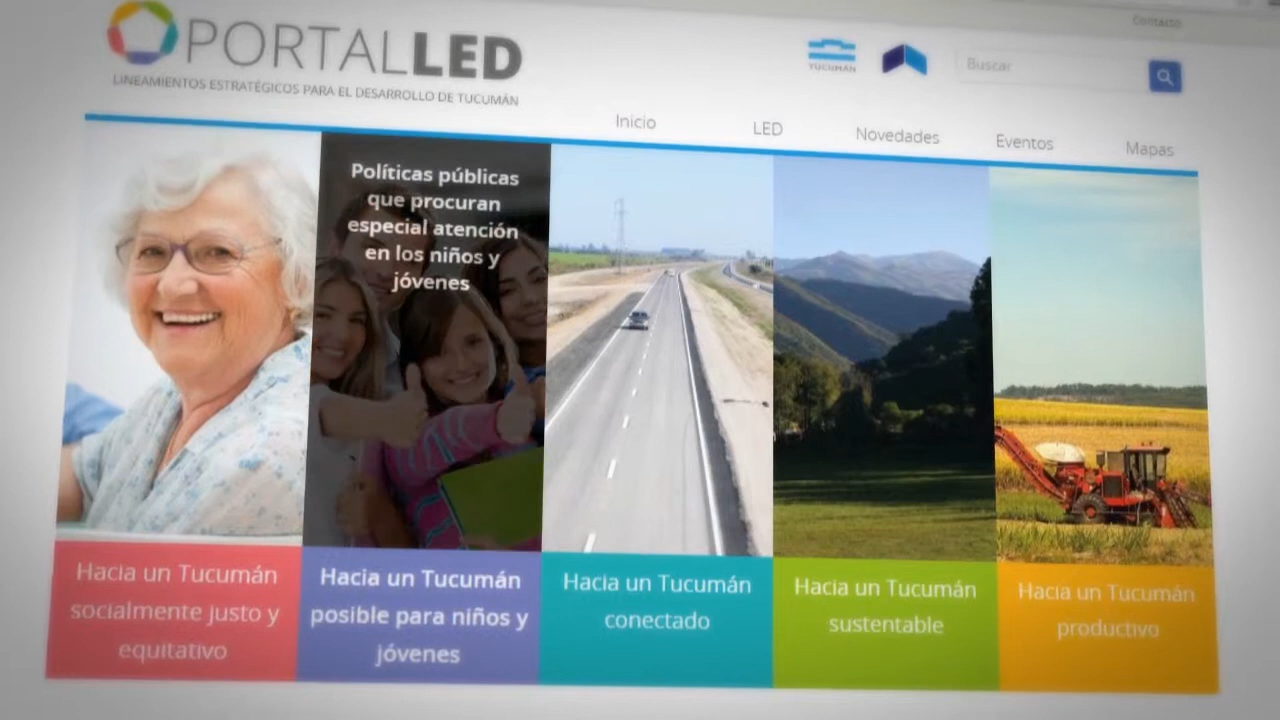 Contacto
PORTALLED
LINEAMIENTOS ESTRATÉGICOS PARA EL DESARROLLO DE TUCUMÁN
TUCUMÁN
Buscar
Inicio LED Novedades Eventos Mapas
Políticas públicas
que procuran
especial atención
en los niños y
jóvenes
Hacia un Tucumán
socialmente justo y
equitativo
Hacia un Tucumán
posible para niños y
jóvenes
Hacia un Tucumán
conectado
Hacia un Tucumán
sustentable
Hacia un Tucumán
productivo